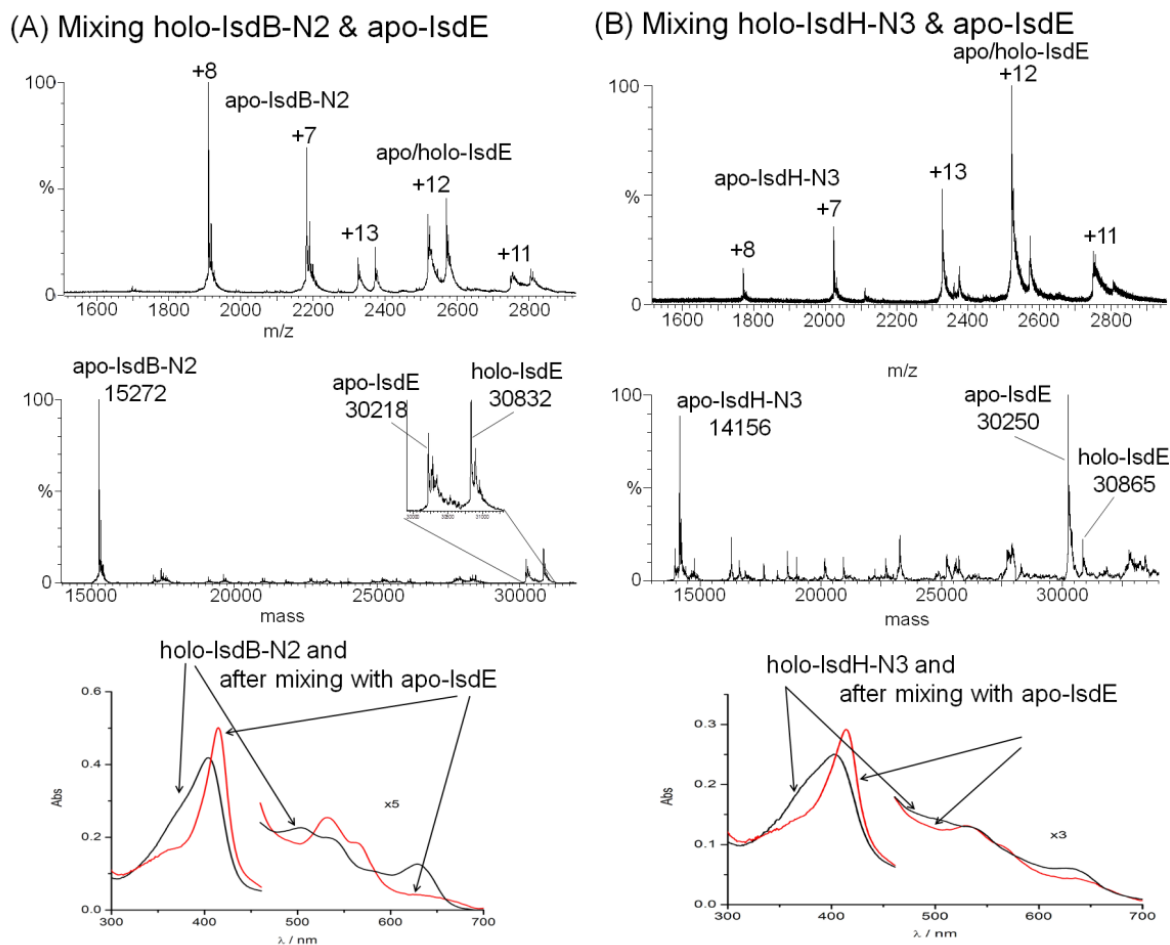 (A) Mixing holo-IsdB-N2 & apo-IsdE
+8
100
apo-IsdB-N2
+7
apo/holo-IsdE
+12
%
+13
+11
0
1600 1800 2000 2200 2400 2600 2800
m/z
apo-IsdB-N2
15272
100
apo-IsdE
30218
holo-IsdE
30832
%
0
15000 20000 25000 30000
mass
holo-IsdB-N2 and
after mixing with apo-IsdE
0.6
0.4
Abs
x5
0.2
0.0
300 400 500 600 700
λ / nm
(B) Mixing holo-IsdH-N3 & apo-IsdE
apo/holo-IsdE
+12
100
apo-IsdH-N3
+13
%
+7
+8
+11
0
1600 1800 2000 2200 2400 2600 2800
m/z
100
apo-IsdH-N3
14156
apo-IsdE
30250
holo-IsdE
30865
%
0
15000 20000 25000 30000
mass
holo-IsdH-N3 and
after mixing with apo-IsdE
0.3
0.2
Abs
x3
0.1
0.0
300 400 500 600 700
λ / nm